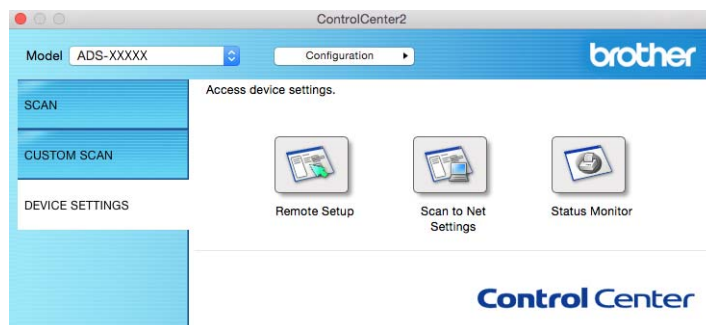 ControlCenter2
Model ADS-XXXXX Configuration
brother
SCAN
CUSTOM SCAN
DEVICE SETTINGS
Access device settings.
Remote Setup
Scan to Net
Settings
Status Monitor
Control Center